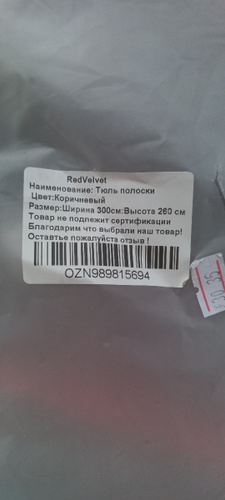 RedVelvet
Наименование: Тюль полоски
Цвет:Коричневый
Размер:Ширина 300см:Высота 260 см
Товар не подлежит сертификации
Благодарим что выбрали наш товар!
Оставтье пожалуйста отзыв !
OZN989815694